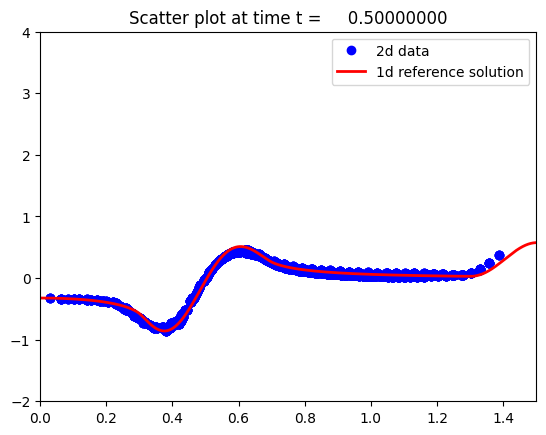 Scatter plot at time t = 0.50000000
2d data
1d reference solution
4
3
2
1
0
−1
−2
0.0 0.2 0.4 0.6 0.8 1.0 1.2 1.4